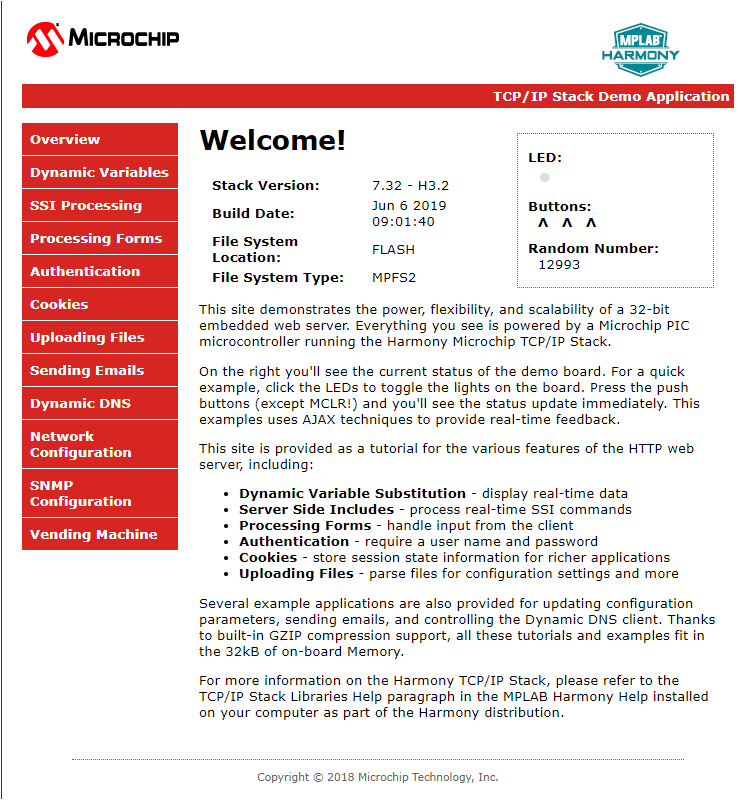 MICROCHIP
MPLAB®
HARMONY
TCP/IP Stack Demo Application
Overview
Dynamic Variables
SSI Processing
Processing Forms
Authentication
Cookies
Uploading Files
Sending Emails
Dynamic DNS
Network
Configuration
SNMP
Configuration
Vending Machine
Welcome!
Stack Version: 7.32 - H3.2
Build Date: Jun 6 2019
09:01:40
File System
Location: FLASH
File System Type: MPFS2
LED:
Buttons:
Λ Λ Λ
Random Number:
12993
This site demonstrates the power, flexibility, and scalability of a 32-bit
embedded web server. Everything you see is powered by a Microchip PIC
microcontroller running the Harmony Microchip TCP/IP Stack.
On the right you'll see the current status of the demo board. For a quick
example, click the LEDs to toggle the lights on the board. Press the push
buttons (except MCLR!) and you'll see the status update immediately. This
examples uses AJAX techniques to provide real-time feedback.
This site is provided as a tutorial for the various features of the HTTP web
server, including:
• Dynamic Variable Substitution - display real-time data
• Server Side Includes - process real-time SSI commands
• Processing Forms - handle input from the client
• Authentication - require a user name and password
• Cookies - store session state information for richer applications
• Uploading Files - parse files for configuration settings and more
Several example applications are also provided for updating configuration
parameters, sending emails, and controlling the Dynamic DNS client. Thanks
to built-in GZIP compression support, all these tutorials and examples fit in
the 32kB of on-board Memory.
For more information on the Harmony TCP/IP Stack, please refer to the
TCP/IP Stack Libraries Help paragraph in the MPLAB Harmony Help installed
on your computer as part of the Harmony distribution.
Copyright © 2018 Microchip Technology, Inc.